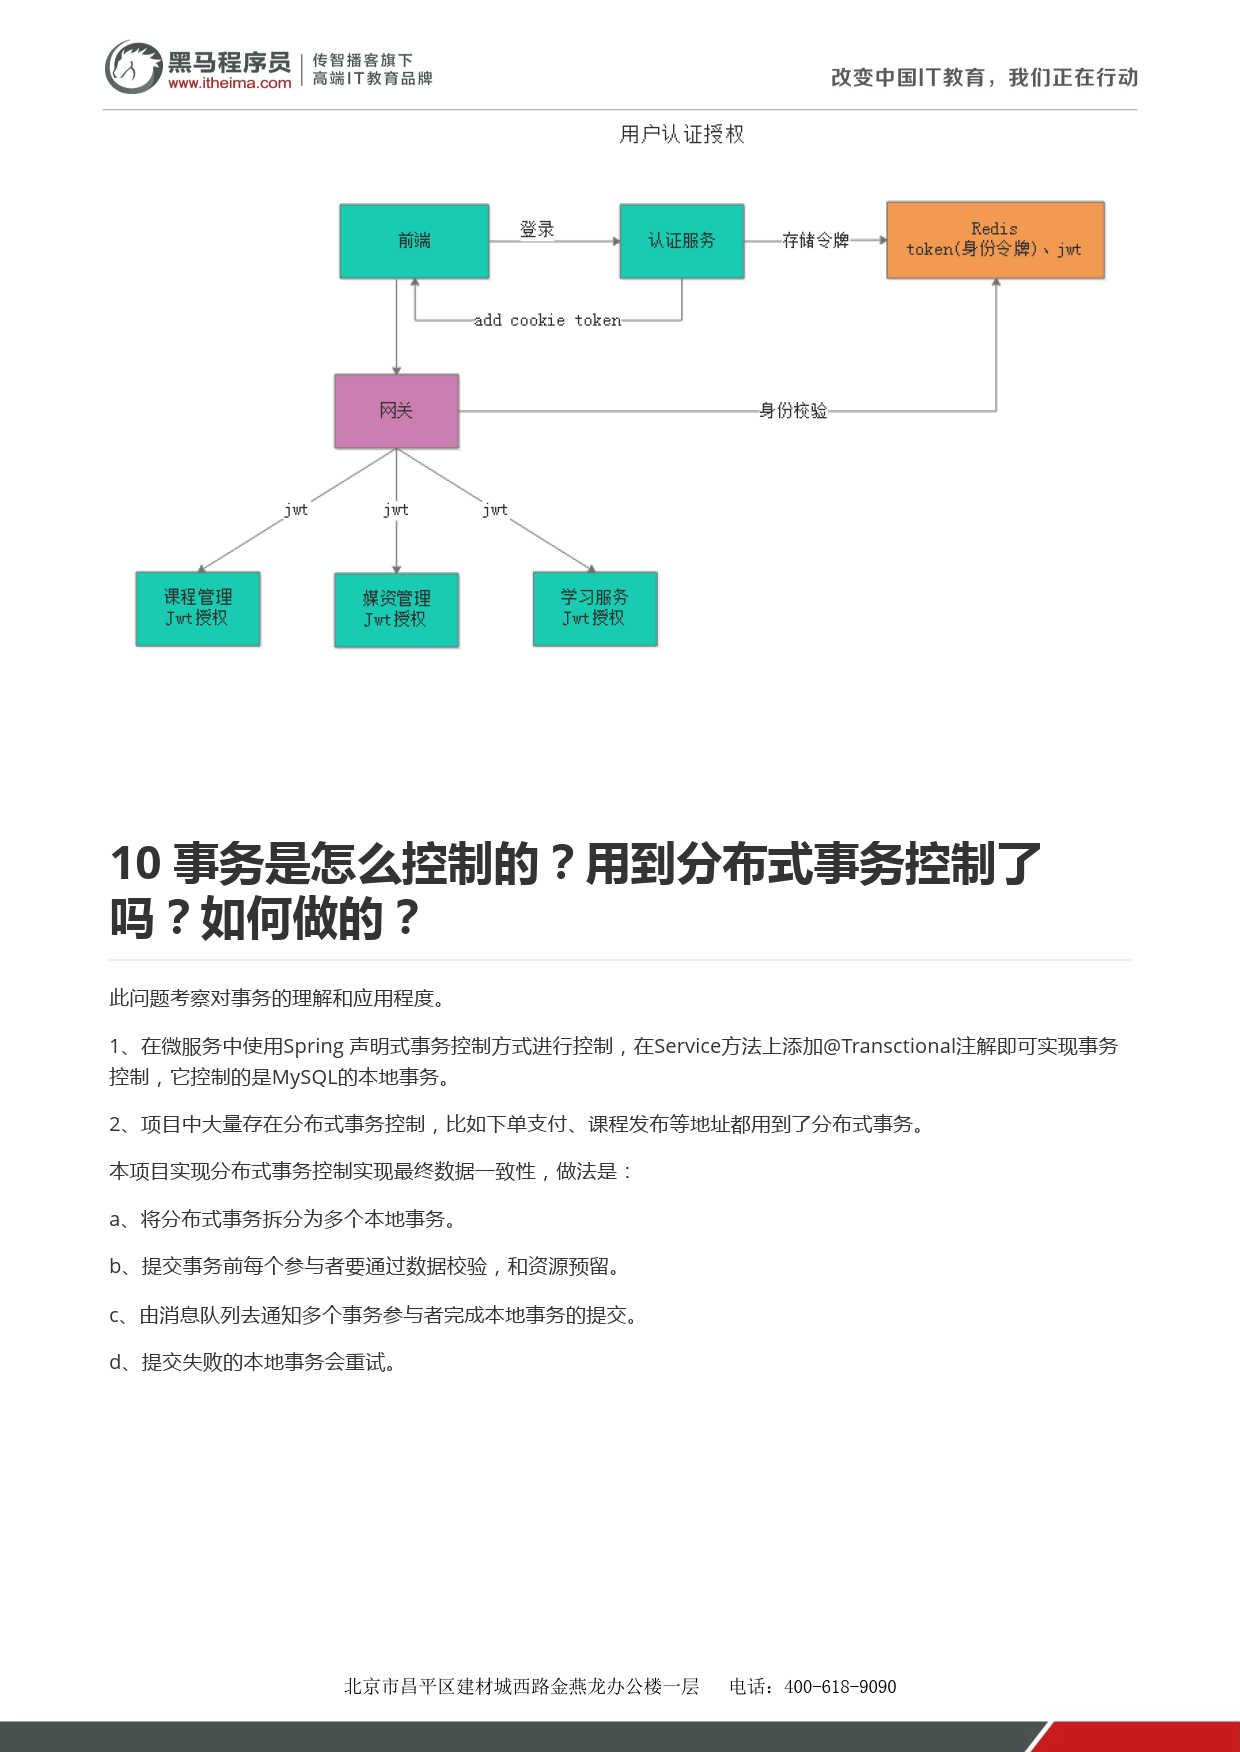 黑马程序员
www.itheima.com
传智播客旗下
高端IT教育品牌
改变中国IT教育，我们正在行动
用户认证授权
前端
登录
认证服务
存储令牌
Redis
token(身份令牌)、jwt
add cookie token
网关
身份校验
jwt
jwt
jwt
课程管理
Jwt授权
媒资管理
Jwt授权
学习服务
Jwt授权
10 事务是怎么控制的？用到分布式事务控制了
吗？如何做的？
此问题考察对事务的理解和应用程度。
1、在微服务中使用Spring 声明式事务控制方式进行控制，在Service方法上添加@Transctional注解即可实现事务
控制，它控制的是MySQL的本地事务。
2、项目中大量存在分布式事务控制，比如下单支付、课程发布等地址都用到了分布式事务。
本项目实现分布式事务控制实现最终数据一致性，做法是：
a、将分布式事务拆分为多个本地事务。
b、提交事务前每个参与者要通过数据校验，和资源预留。
c、由消息队列去通知多个事务参与者完成本地事务的提交。
d、提交失败的本地事务会重试。
北京市昌平区建材城西路金燕龙办公楼一层 电话：400-618-9090